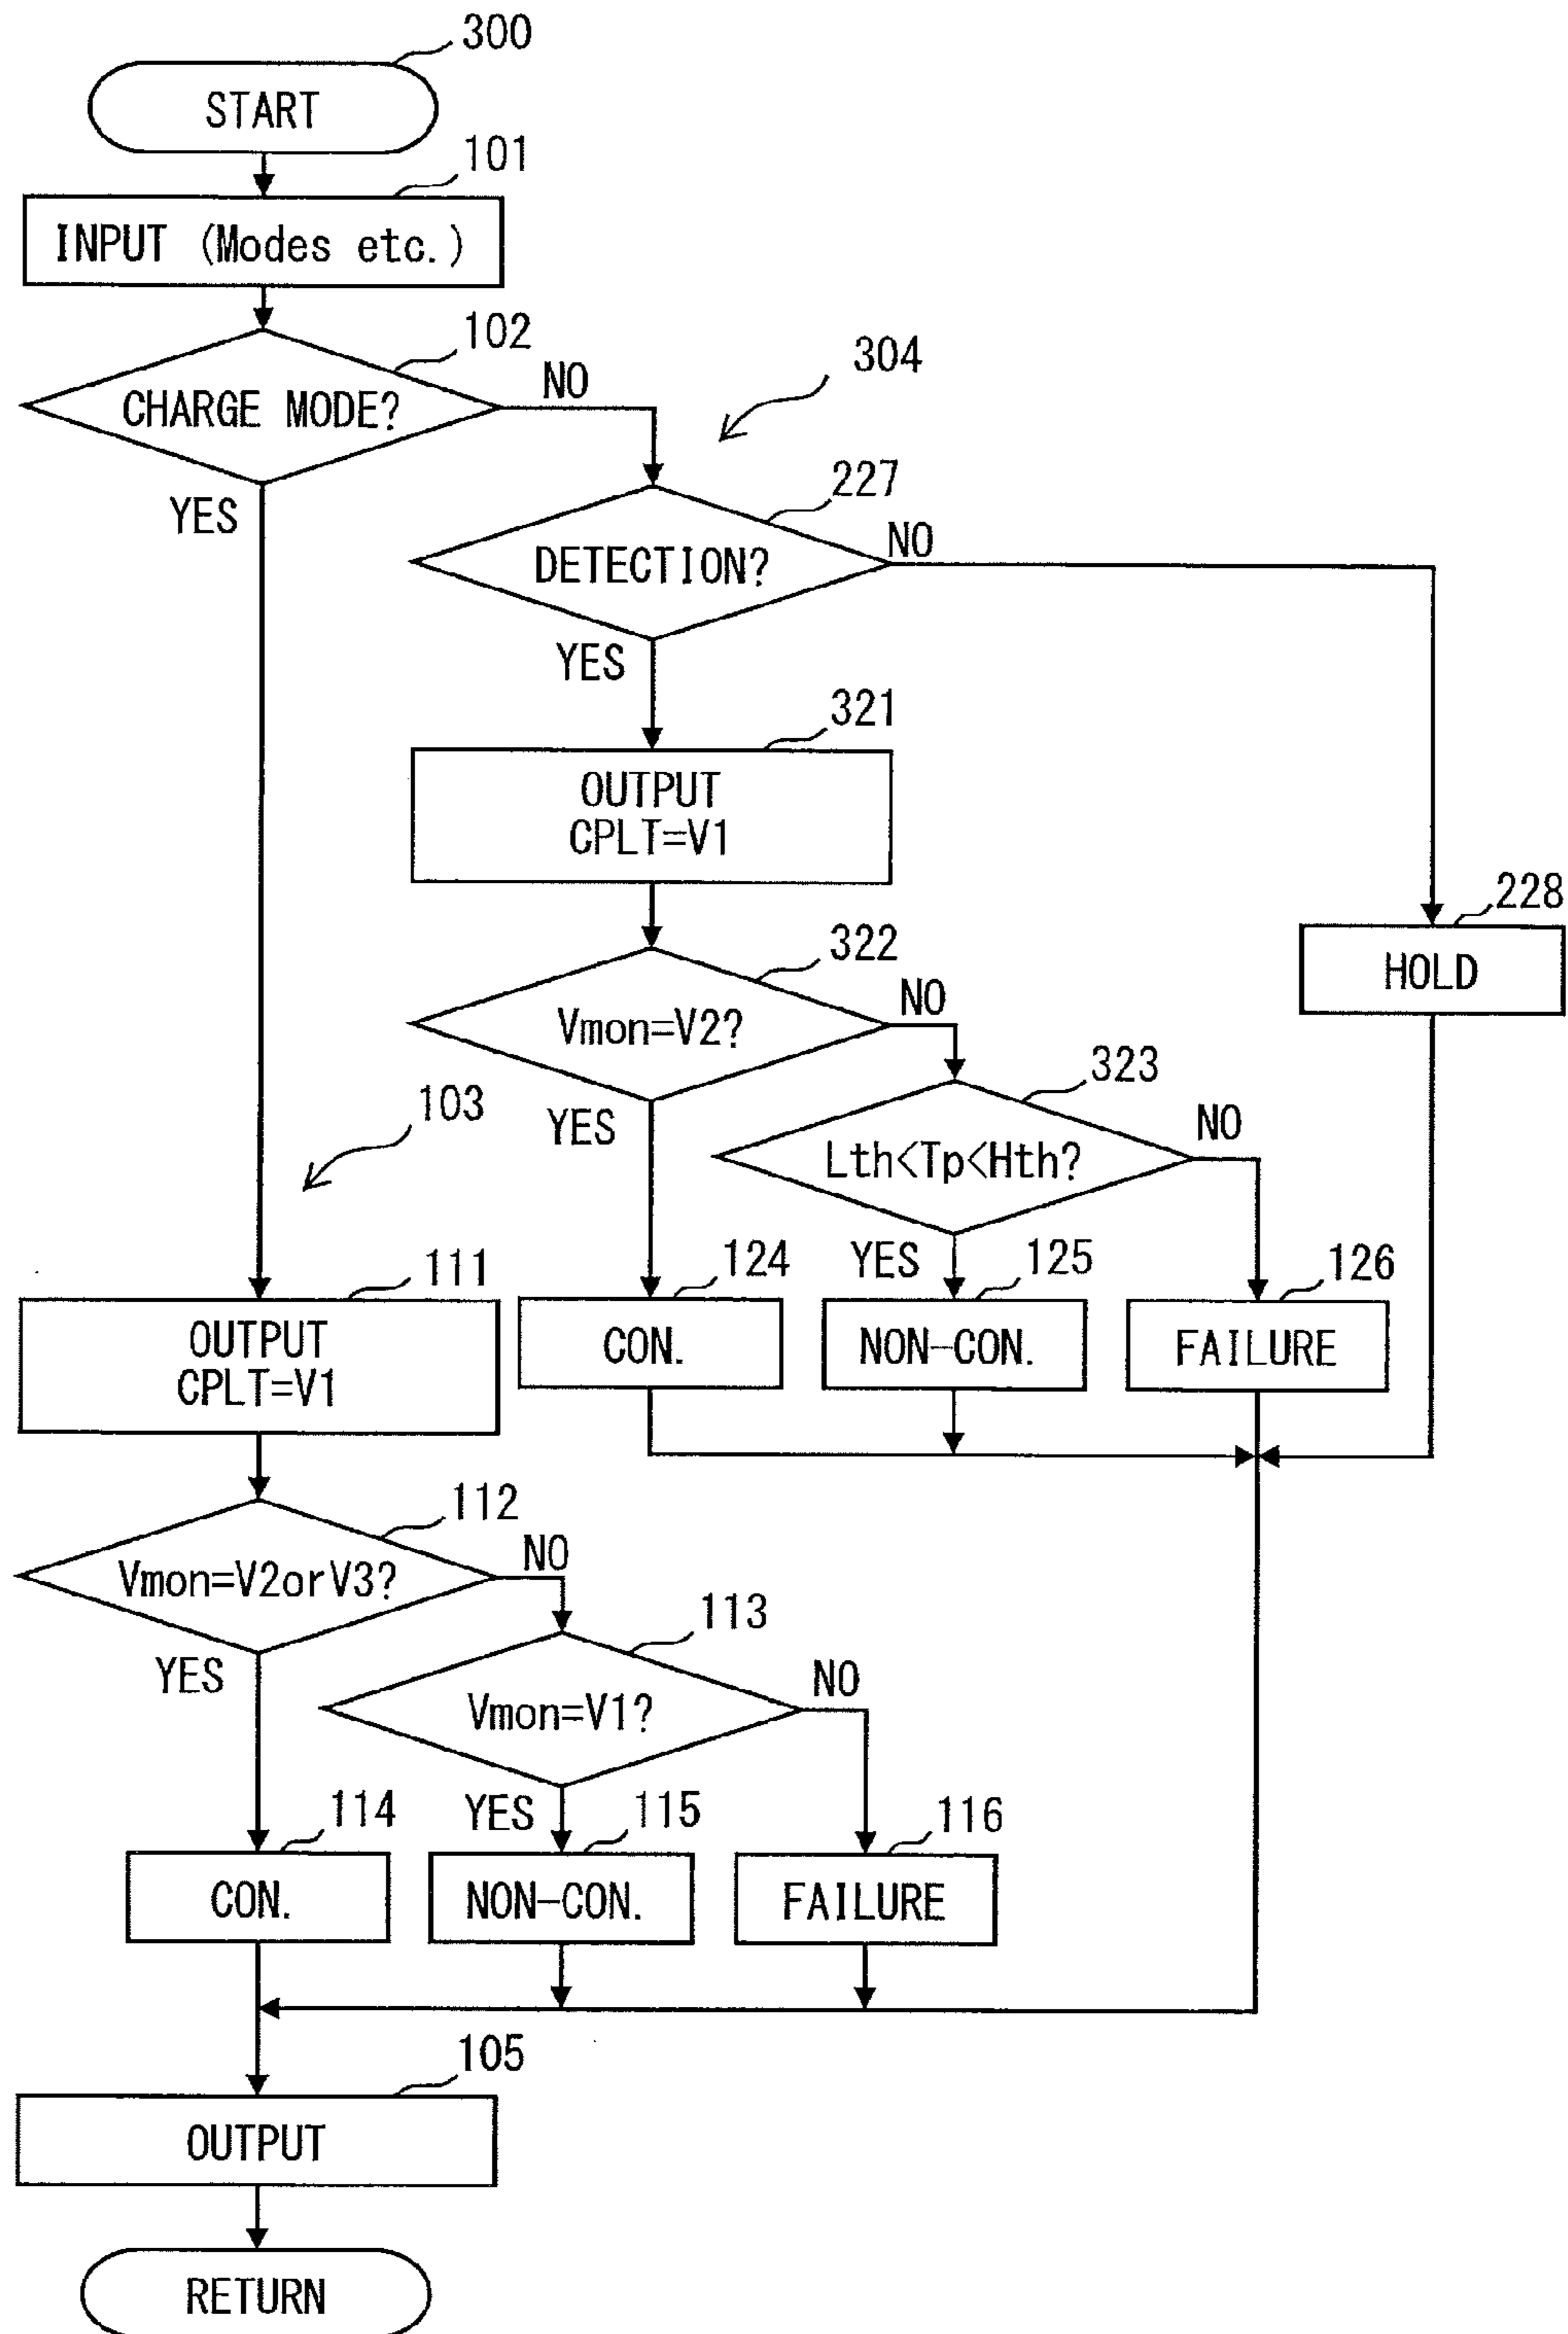 300
START
101
INPUT (Modes etc.)
102
CHARGE MODE?
NO
YES
304
227
DETECTION?
NO
YES
321
OUTPUT
CPLT=V1
228
HOLD
322
Vmon=V2?
NO
YES
323
Lth<Tp<Hth?
NO
YES
103
124
CON.
125
NON-CON.
126
FAILURE
111
OUTPUT
CPLT=V1
112
Vmon=V2orV3?
NO
YES
113
Vmon=V1?
NO
YES
114
CON.
115
NON-CON.
116
FAILURE
105
OUTPUT
RETURN